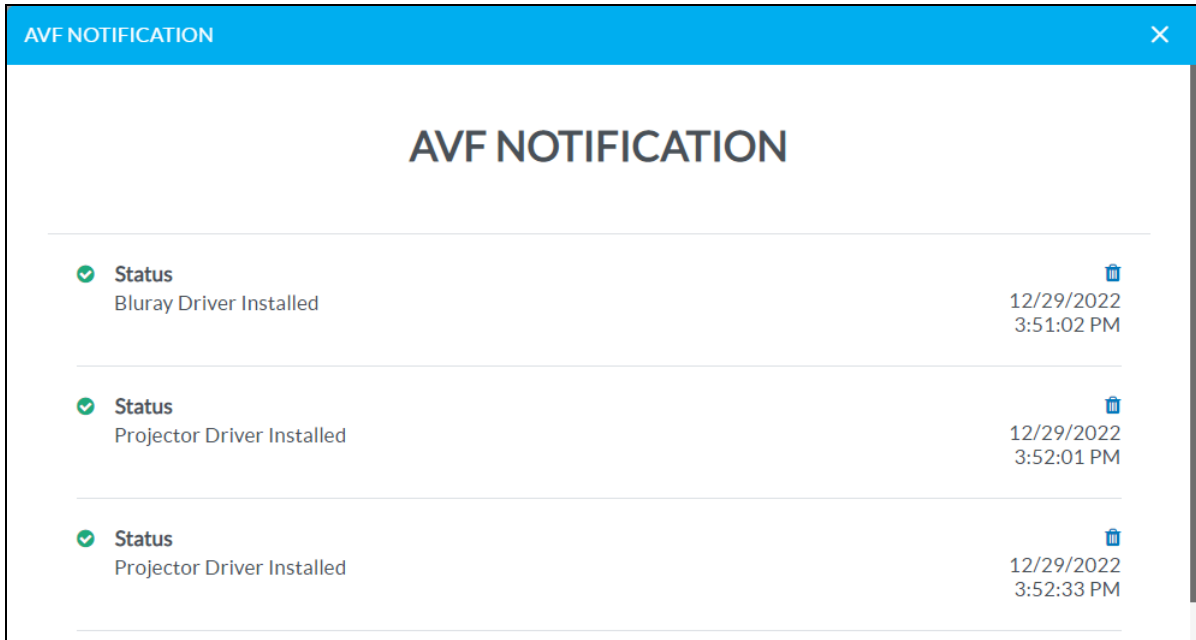 AVF NOTIFICATION
AVF NOTIFICATION
Status
Bluray Driver Installed
12/29/2022
3:51:02 PM
Status
Projector Driver Installed
12/29/2022
3:52:01 PM
Status
Projector Driver Installed
12/29/2022
3:52:33 PM